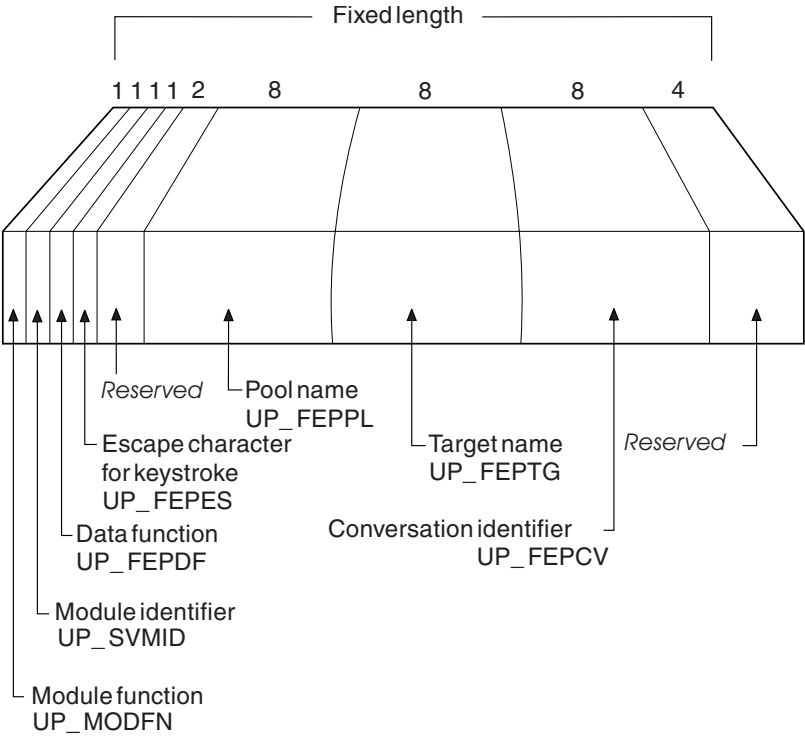 Fixed length
1 1 1 1 2 8 8 8 4
Reserved
Pool name
UP_FEPPL
Escape character
for keystroke
UP_FEPES
Target name
UP_FEPTG
Reserved
Data function
UP_FEPDF
Conversation identifier
UP_FEPCV
Module identifier
UP_SVMID
Module function
UP_MODFN